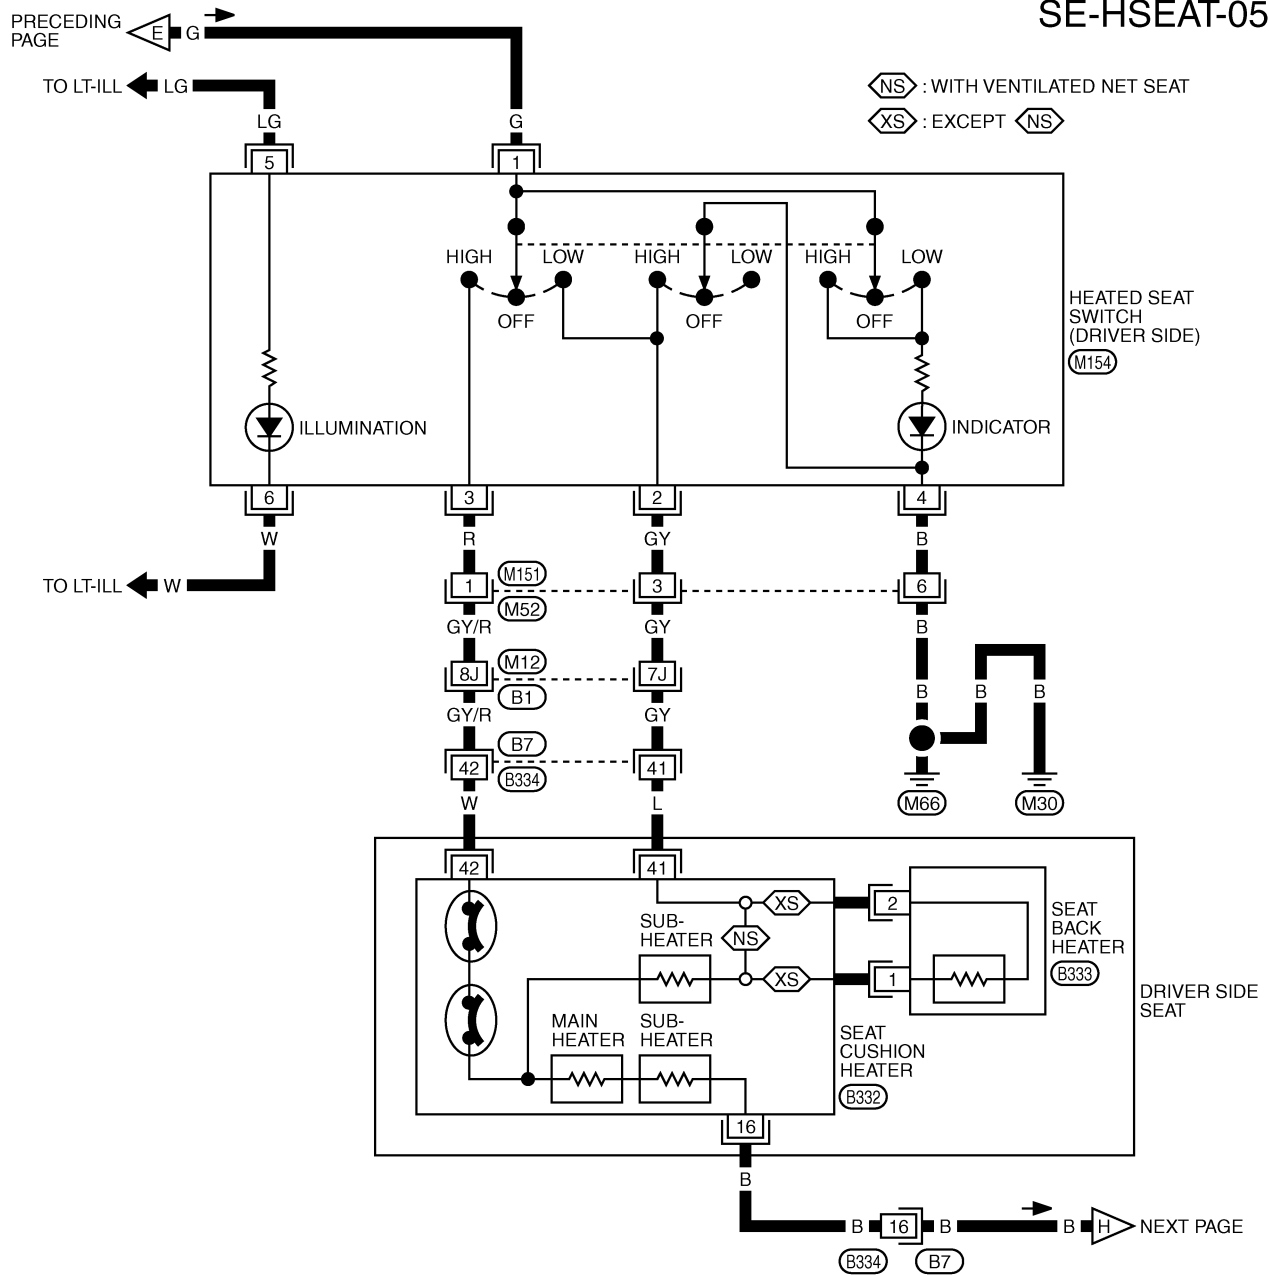 SE-HSEAT-05
PRECEDING
PAGE
E
G
TO LT-ILL
LG
NS : WITH VENTILATED NET SEAT
XS : EXCEPT NS
LG
G
5
1
HIGH
LOW
HIGH
LOW
HIGH
LOW
OFF
OFF
OFF
HEATED SEAT
SWITCH
(DRIVER SIDE)
M154
ILLUMINATION
INDICATOR
6
3
2
4
W
R
GY
B
TO LT-ILL
W
1
M151
3
6
M52
GY/R
GY
B
8J
M12
7J
B1
B
B
B
GY/R
GY
B7
42
41
B334
W
L
M66
M30
42
41
XS
2
SUB-
HEATER
NS
SEAT
BACK
HEATER
B333
XS
1
DRIVER SIDE
SEAT
MAIN
HEATER
SUB-
HEATER
SEAT
CUSHION
HEATER
B332
16
B
B
16
B
B
H
NEXT PAGE
B334
B7